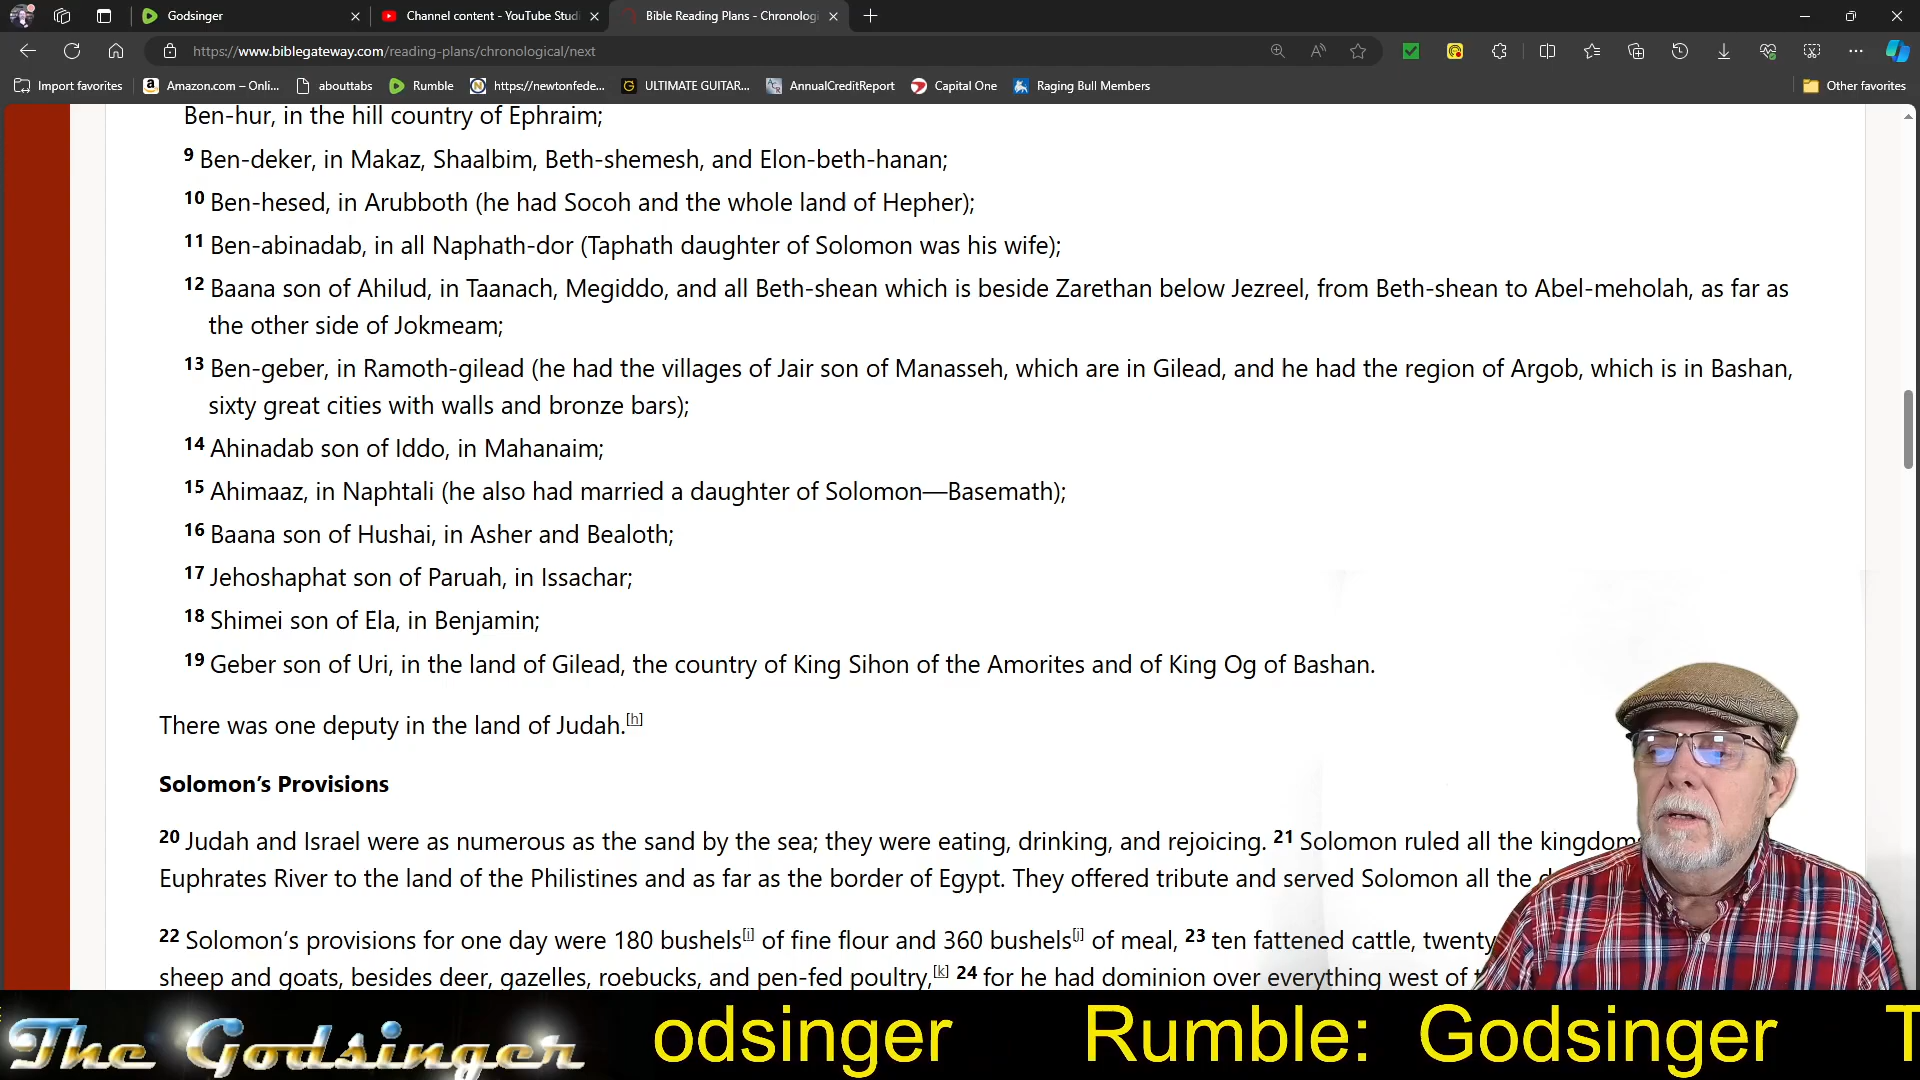 Godsinger
Channel content - YouTube Studi
Bible Reading Plans - Chronologi
https://www.biblegateway.com/reading-plans/chronological/next
Import favorites
Amazon.com – Onli...
abouttabs
Rumble
https://newtonfede...
ULTIMATE GUITAR...
AnnualCreditReport
Capital One
Raging Bull Members
Other favorites
Ben-hur, in the hill country of Ephraim;
9 Ben-deker, in Makaz, Shaalbim, Beth-shemesh, and Elon-beth-hanan;
10 Ben-hesed, in Arubboth (he had Socoh and the whole land of Hepher);
11 Ben-abinadab, in all Naphath-dor (Taphath daughter of Solomon was his wife);
12 Baana son of Ahilud, in Taanach, Megiddo, and all Beth-shean which is beside Zarethan below Jezreel, from Beth-shean to Abel-meholah, as far as
the other side of Jokmeam;
13 Ben-geber, in Ramoth-gilead (he had the villages of Jair son of Manasseh, which are in Gilead, and he had the region of Argob, which is in Bashan,
sixty great cities with walls and bronze bars);
14 Ahinadab son of Iddo, in Mahanaim;
15 Ahimaaz, in Naphtali (he also had married a daughter of Solomon—Basemath);
16 Baana son of Hushai, in Asher and Bealoth;
17 Jehoshaphat son of Paruah, in Issachar;
18 Shimei son of Ela, in Benjamin;
19 Geber son of Uri, in the land of Gilead, the country of King Sihon of the Amorites and of King Og of Bashan.
There was one deputy in the land of Judah.[h]
Solomon’s Provisions
20 Judah and Israel were as numerous as the sand by the sea; they were eating, drinking, and rejoicing. 21 Solomon ruled all the kingdom
Euphrates River to the land of the Philistines and as far as the border of Egypt. They offered tribute and served Solomon all the
22 Solomon’s provisions for one day were 180 bushels[i] of fine flour and 360 bushels[j] of meal, 23 ten fattened cattle, twenty
sheep and goats, besides deer, gazelles, roebucks, and pen-fed poultry,[k] 24 for he had dominion over everything west of
The Godsinger
odsinger Rumble: Godsinger T